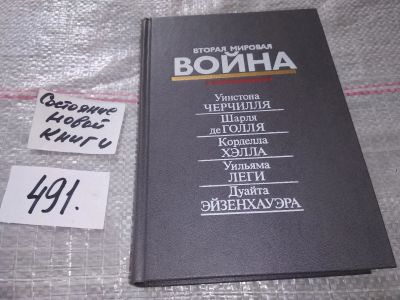 ВТОРАЯ МИРОВАЯ
ВОЙНА
Уинстона
ЧЕРЧИЛЛЯ
Шарля
де ГОЛЛЯ
Корделла
ХЭЛЛА
Уильяма
ЛЕГИ
Дуайта
ЭЙЗЕНХАУЭРА
Состояние
новой
книги
491.